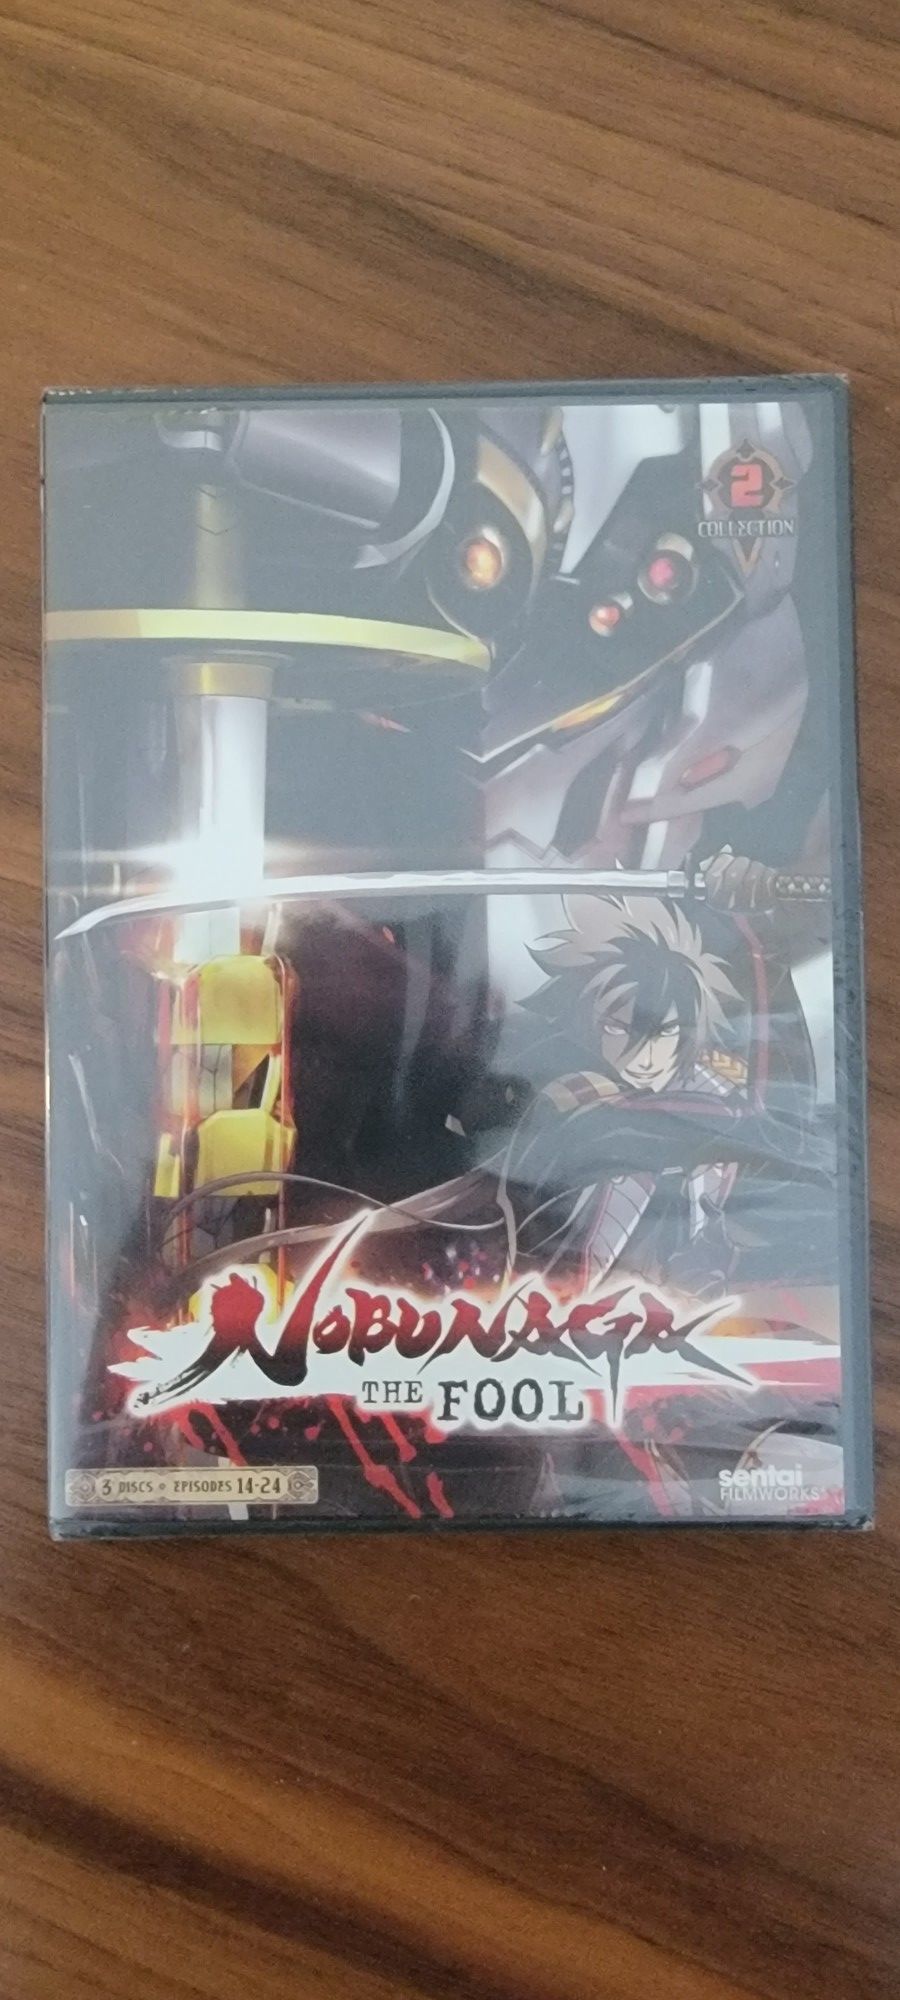 2
COLLECTION
NOBUNAGA
THE FOOL
3 DISCS • EPISODES 14-24
sentai
FILMWORKS